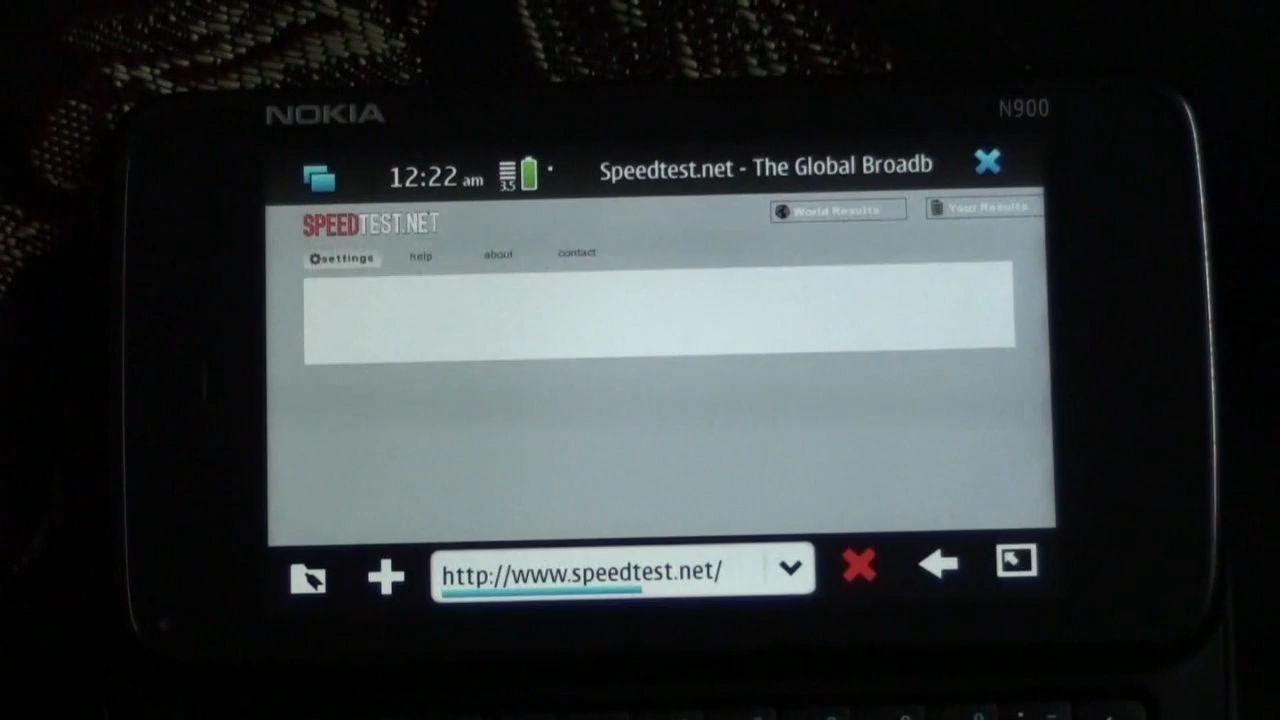 NOKIA
N900
12:22 am
3.5
Speedtest.net - The Global Broadb
SPEEDTEST.NET
World Results
Your Results
settings
help
about
contact
http://www.speedtest.net/